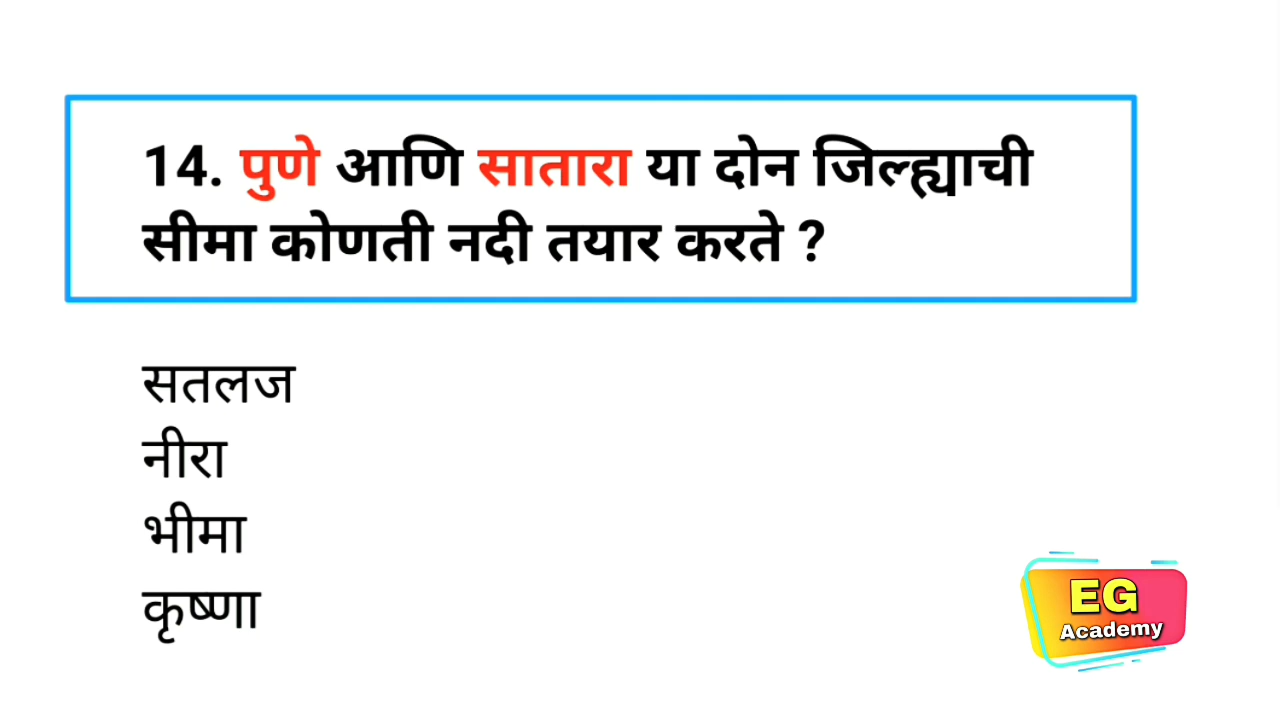 14. पुणे आणि सातारा या दोन जिल्ह्याची
सीमा कोणती नदी तयार करते ?
सतलज
नीरा
भीमा
कृष्णा
EG
Academy